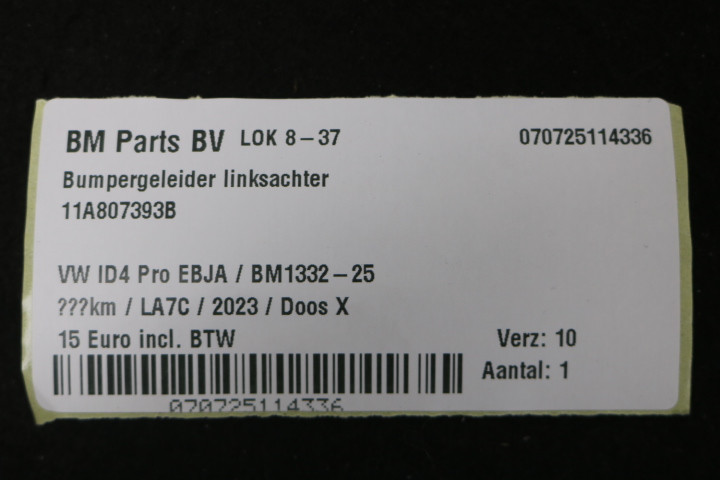 BM Parts BV LOK 8-37 070725114336
Bumpergeleider linksachter
11A807393B
VW ID4 Pro EBJA / BM1332-25
???km / LA7C / 2023 / Doos X
15 Euro incl. BTW Verz: 10
Aantal: 1
070725114336